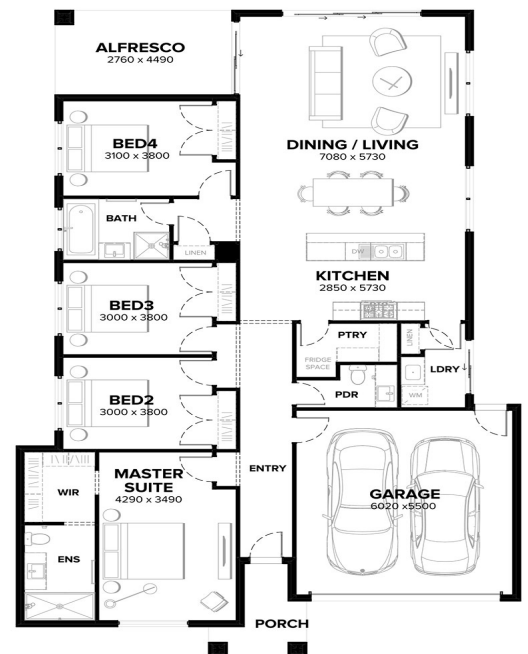 ALFRESCO
2760 x 4490
BED4
3100 x 3800
DINING / LIVING
7080 x 5730
BATH
LINEN
DW
KITCHEN
2850 x 5730
BED3
3000 x 3800
PTRY
LINEN
FRIDGE
SPACE
LDRY
PDR
WM
BED2
3000 x 3800
MASTER
SUITE
4290 x 3490
ENTRY
WIR
GARAGE
6020 x5500
ENS
PORCH